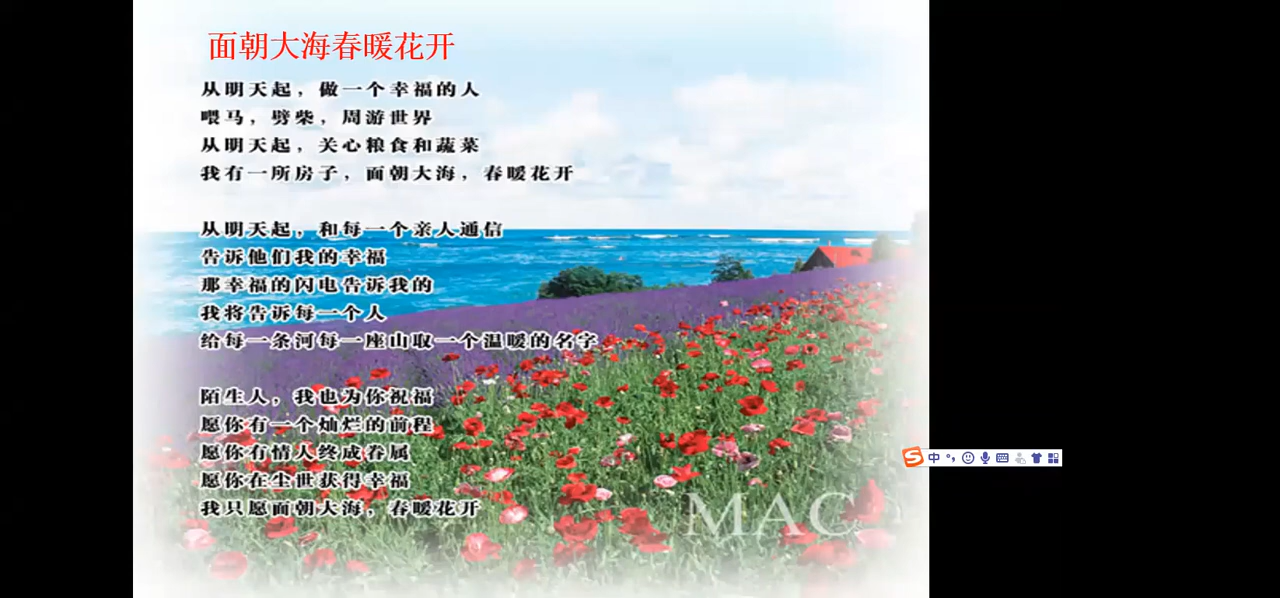 面朝大海春暖花开
从明天起，做一个幸福的人
喂马，劈柴，周游世界
从明天起，关心粮食和蔬菜
我有一所房子，面朝大海，春暖花开
从明天起，和每一个亲人通信
告诉他们我的幸福
那幸福的闪电告诉我的
我将告诉每一个人
给每一条河每一座山取一个温暖的名字
陌生人，我也为你祝福
愿你有一个灿烂的前程
愿你有情人终成眷属
愿你在尘世获得幸福
我只愿面朝大海，春暖花开
中